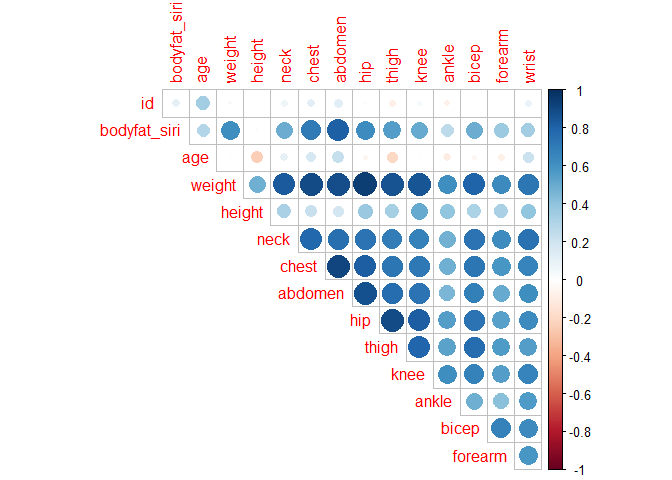 bodyfat_siri
age
weight
height
neck
chest
abdomen
hip
thigh
knee
ankle
bicep
forearm
wrist
id
bodyfat_siri
age
weight
height
neck
chest
abdomen
hip
thigh
knee
ankle
bicep
forearm
1
0.8
0.6
0.4
0.2
0
-0.2
-0.4
-0.6
-0.8
-1